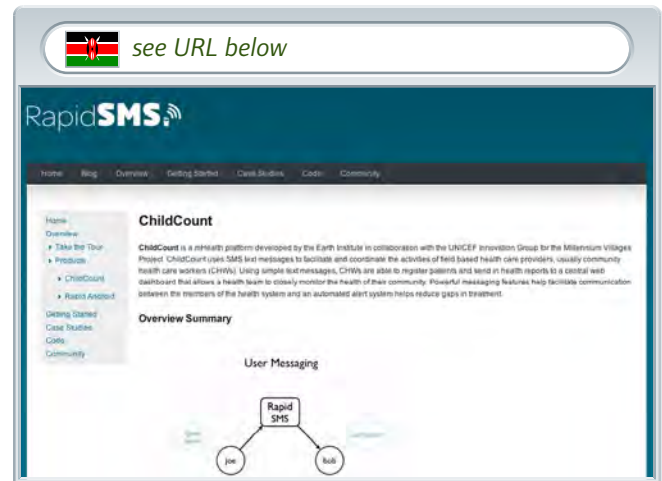 see URL below
RapidSMS
Home Blog Overview Getting Started Case Studies Code Community
Home
Overview
Take the Tour
Products
ChildCount
Rapid Android
Getting Started
Case Studies
Code
Community
ChildCount
ChildCount is a mHealth platform developed by the Earth Institute in collaboration with the UNICEF Innovation Group for the Millennium Villages
Project. ChildCount uses SMS text messages to facilitate and coordinate the activities of field based health care providers, usually community
health care workers (CHWs). Using simple text messages, CHWs are able to register patients and send in health reports to a central web
dashboard that allows a health team to closely monitor the health of their community. Powerful messaging features help facilitate communication
between the members of the health system and an automated alert system helps reduce gaps in treatment.
Overview Summary
User Messaging
Rapid
SMS
joe
bob